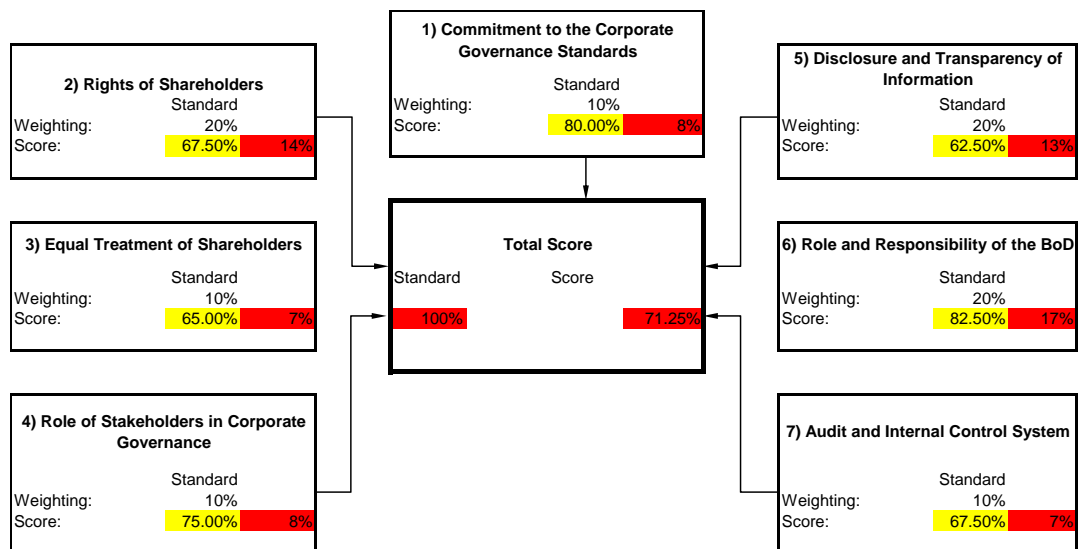 1) Commitment to the Corporate
Governance Standards
Standard
Weighting: 10%
Score: 80.00% 8%
2) Rights of Shareholders
Standard
Weighting: 20%
Score: 67.50% 14%
3) Equal Treatment of Shareholders
Standard
Weighting: 10%
Score: 65.00% 7%
4) Role of Stakeholders in Corporate
Governance
Standard
Weighting: 10%
Score: 75.00% 8%
Total Score
Standard Score
100% 71.25%
5) Disclosure and Transparency of
Information
Standard
Weighting: 20%
Score: 62.50% 13%
6) Role and Responsibility of the BoD
Standard
Weighting: 20%
Score: 82.50% 17%
7) Audit and Internal Control System
Standard
Weighting: 10%
Score: 67.50% 7%